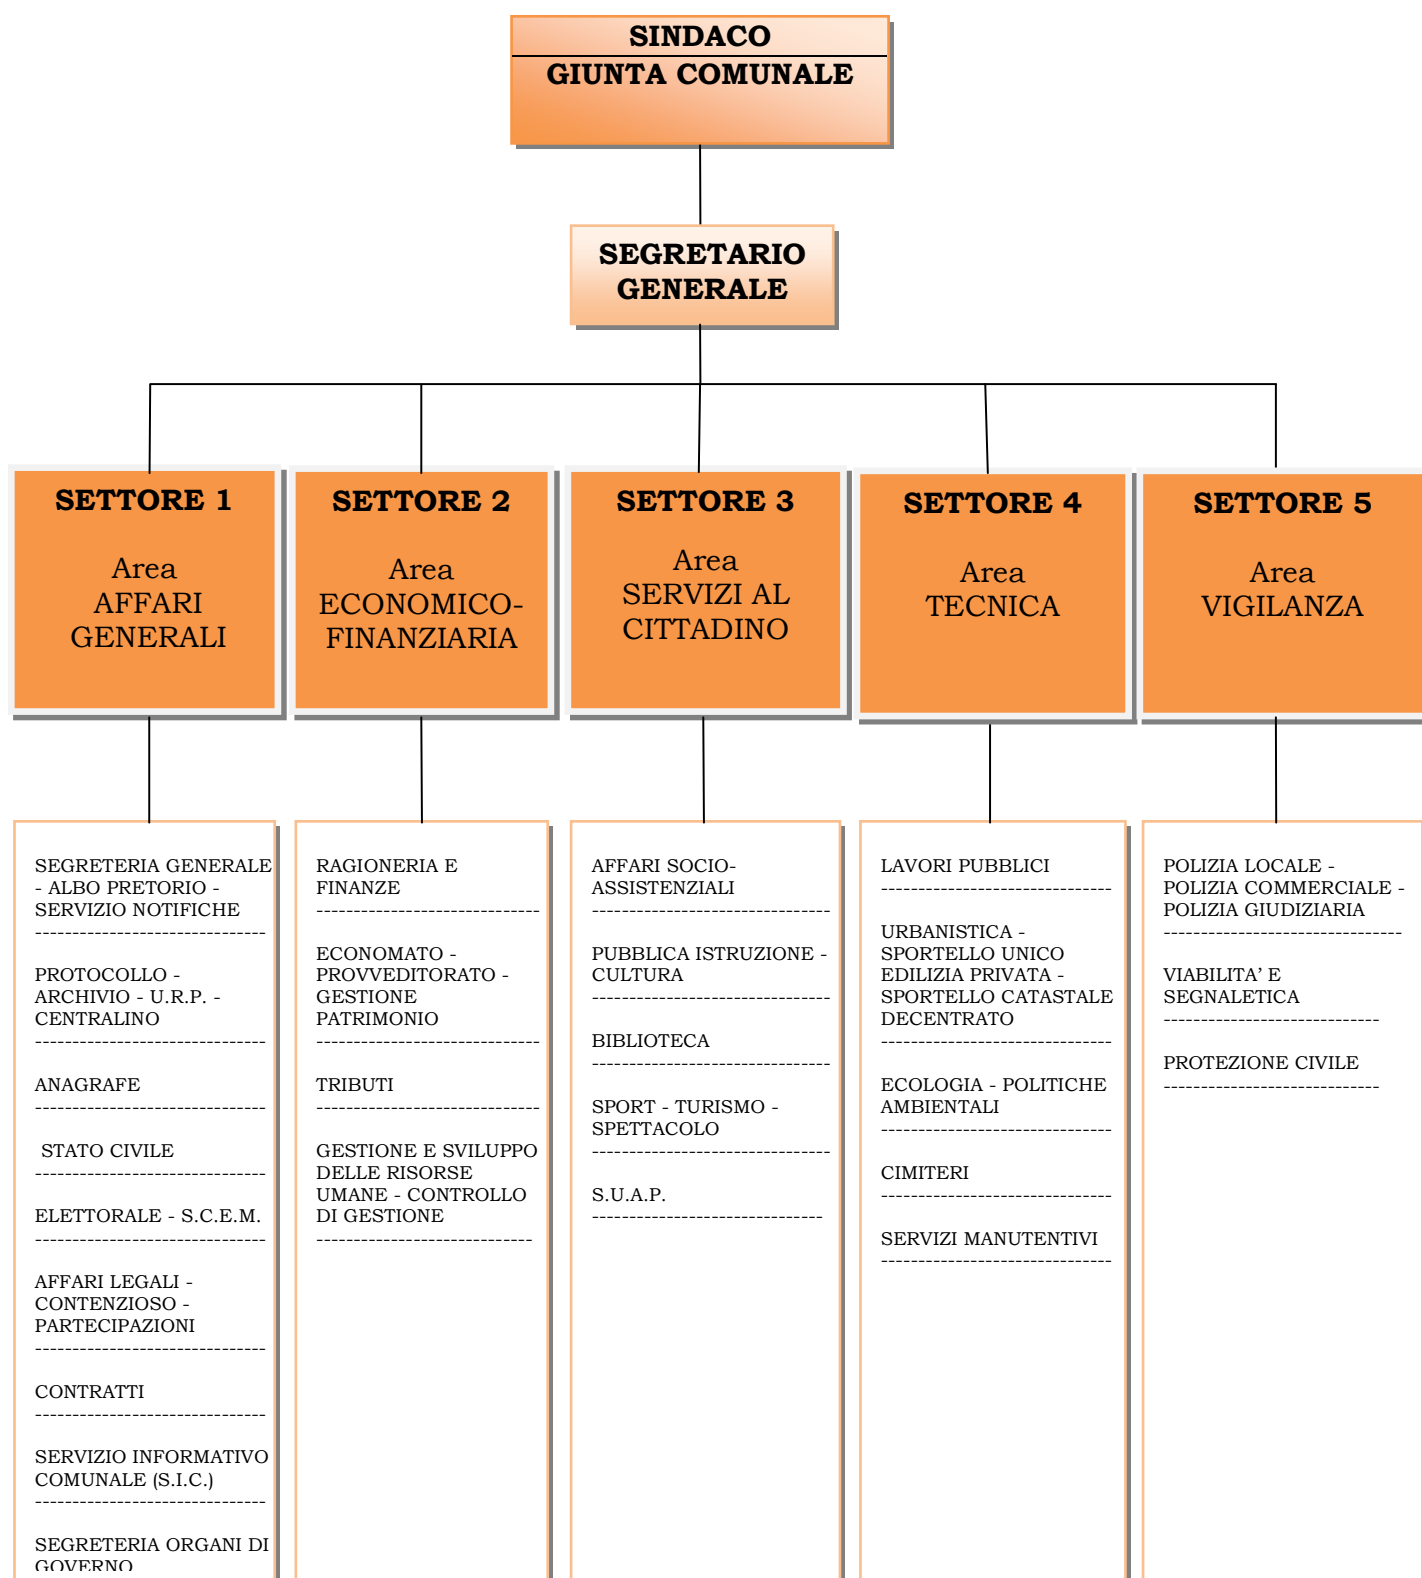 SINDACO
GIUNTA COMUNALE
SEGRETARIO
GENERALE
SETTORE 1
Area
AFFARI
GENERALI
SETTORE 2
Area
ECONOMICO-
FINANZIARIA
SETTORE 3
Area
SERVIZI AL
CITTADINO
SETTORE 4
Area
TECNICA
SETTORE 5
Area
VIGILANZA
SEGRETERIA GENERALE
- ALBO PRETORIO -
SERVIZIO NOTIFICHE
-------------------------------
PROTOCOLLO -
ARCHIVIO - U.R.P. -
CENTRALINO
-------------------------------
ANAGRAFE
-------------------------------
STATO CIVILE
-------------------------------
ELETTORALE - S.C.E.M.
-------------------------------
AFFARI LEGALI -
CONTENZIOSO -
PARTECIPAZIONI
-------------------------------
CONTRATTI
-------------------------------
SERVIZIO INFORMATIVO
COMUNALE (S.I.C.)
-------------------------------
SEGRETERIA ORGANI DI
GOVERNO
RAGIONERIA E
FINANZE
------------------------------
ECONOMATO -
PROVVEDITORATO -
GESTIONE
PATRIMONIO
------------------------------
TRIBUTI
------------------------------
GESTIONE E SVILUPPO
DELLE RISORSE
UMANE - CONTROLLO
DI GESTIONE
-----------------------------
AFFARI SOCIO-
ASSISTENZIALI
--------------------------------
PUBBLICA ISTRUZIONE -
CULTURA
--------------------------------
BIBLIOTECA
--------------------------------
SPORT - TURISMO -
SPETTACOLO
--------------------------------
S.U.A.P.
-------------------------------
LAVORI PUBBLICI
-------------------------------
URBANISTICA -
SPORTELLO UNICO
EDILIZIA PRIVATA -
SPORTELLO CATASTALE
DECENTRATO
-------------------------------
ECOLOGIA - POLITICHE
AMBIENTALI
-------------------------------
CIMITERI
-------------------------------
SERVIZI MANUTENTIVI
-------------------------------
POLIZIA LOCALE -
POLIZIA COMMERCIALE -
POLIZIA GIUDIZIARIA
--------------------------------
VIABILITA’ E
SEGNALETICA
-----------------------------
PROTEZIONE CIVILE
-----------------------------